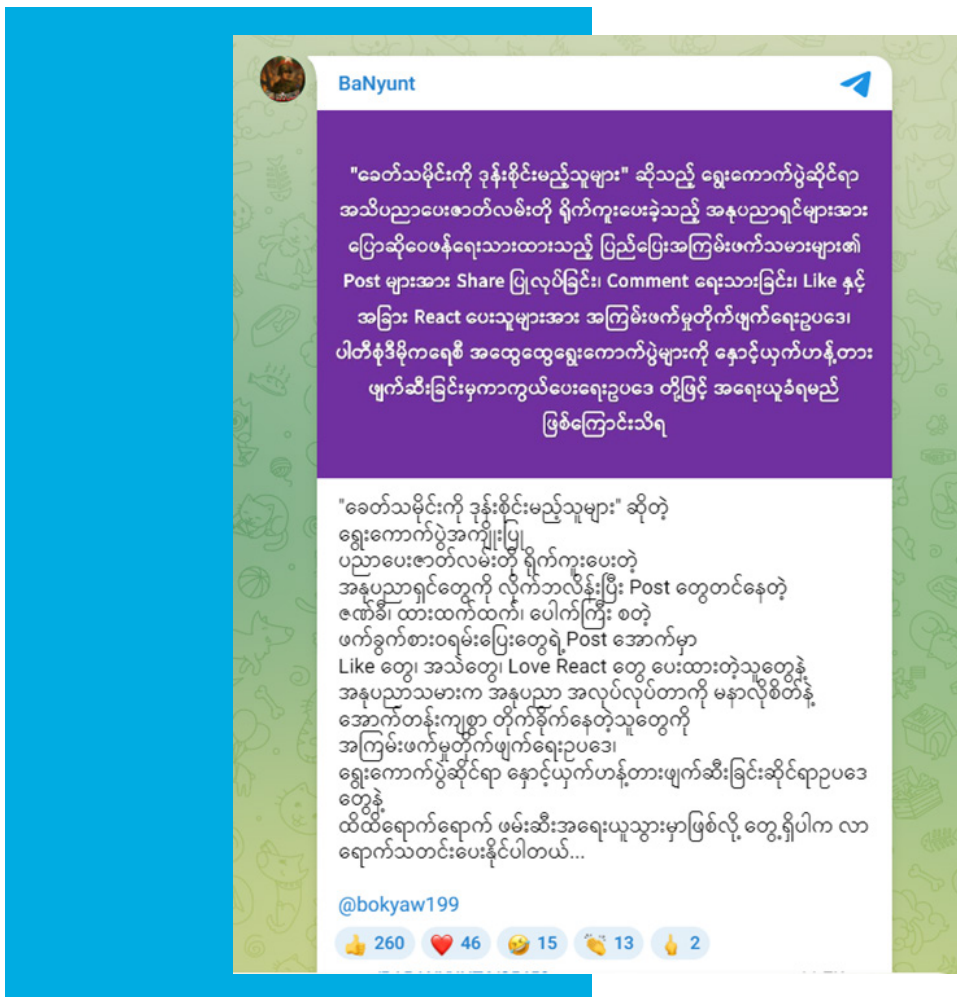 BaNyunt
"ခေတ်သမိုင်းကို ဒုန်းစိုင်းမည့်သူများ" ဆိုသည့် ရွေးကောက်ပွဲဆိုင်ရာ
အသိပညာပေးဇာတ်လမ်းတို ရိုက်ကူးပေးခဲ့သည့် အနုပညာရှင်များအား
ပြောဆိုဝေဖန်ရေးသားထားသည့် ပြည်ပြေးအကြမ်းဖက်သမားများ၏
Post များအား Share ပြုလုပ်ခြင်း၊ Comment ရေးသားခြင်း၊ Like နှင့်
အခြား React ပေးသူများအား အကြမ်းဖက်မှုတိုက်ဖျက်ရေးဥပဒေ၊
ပါတီစုံဒီမိုကရေစီ အထွေထွေရွေးကောက်ပွဲများကို နှောင့်ယှက်ဟန့်တား
ဖျက်ဆီးခြင်းမှကာကွယ်ပေးရေးဥပဒေ တို့ဖြင့် အရေးယူခံရမည်
ဖြစ်ကြောင်းသိရ
"ခေတ်သမိုင်းကို ဒုန်းစိုင်းမည့်သူများ" ဆိုတဲ့
ရွေးကောက်ပွဲအကျိုးပြု
ပညာပေးဇာတ်လမ်းတို ရိုက်ကူးပေးတဲ့
အနုပညာရှင်တွေကို လိုက်ဘလိန်းပြီး Post တွေတင်နေတဲ့
ဇဏ်ခီ၊ ထားထက်ထက်၊ ပေါက်ကြီး စတဲ့
ဖက်ခွက်စားဝရမ်းပြေးတွေရဲ့ Post အောက်မှာ
Like တွေ၊ အသဲတွေ၊ Love React တွေ ပေးထားတဲ့သူတွေနဲ့
အနုပညာသမားက အနုပညာ အလုပ်လုပ်တာကို မနာလိုစိတ်နဲ့
အောက်တန်းကျစွာ တိုက်ခိုက်နေတဲ့သူတွေကို
အကြမ်းဖက်မှုတိုက်ဖျက်ရေးဥပဒေ၊
ရွေးကောက်ပွဲဆိုင်ရာ နှောင့်ယှက်ဟန့်တားဖျက်ဆီးခြင်းဆိုင်ရာဥပဒေ
တွေနဲ့
ထိထိရောက်ရောက် ဖမ်းဆီးအရေးယူသွားမှာဖြစ်လို့ တွေ့ရှိပါက လာ
ရောက်သတင်းပေးနိုင်ပါတယ်...
@bokyaw199
👍 260 ❤️ 46 🤣 15 👏 13 🖕 2